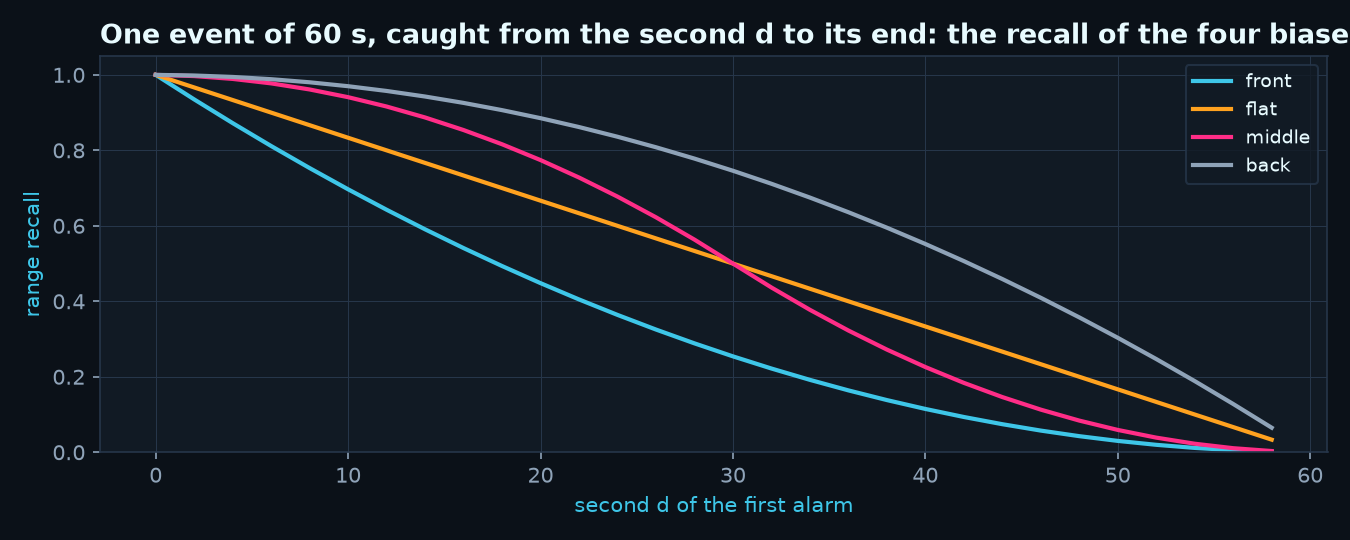 One event of 60 s, caught from the second d to its end: the recall of the four biase
front
flat
middle
back
range recall
1.0
0.8
0.6
0.4
0.2
0.0
0 10 20 30 40 50 60
second d of the first alarm